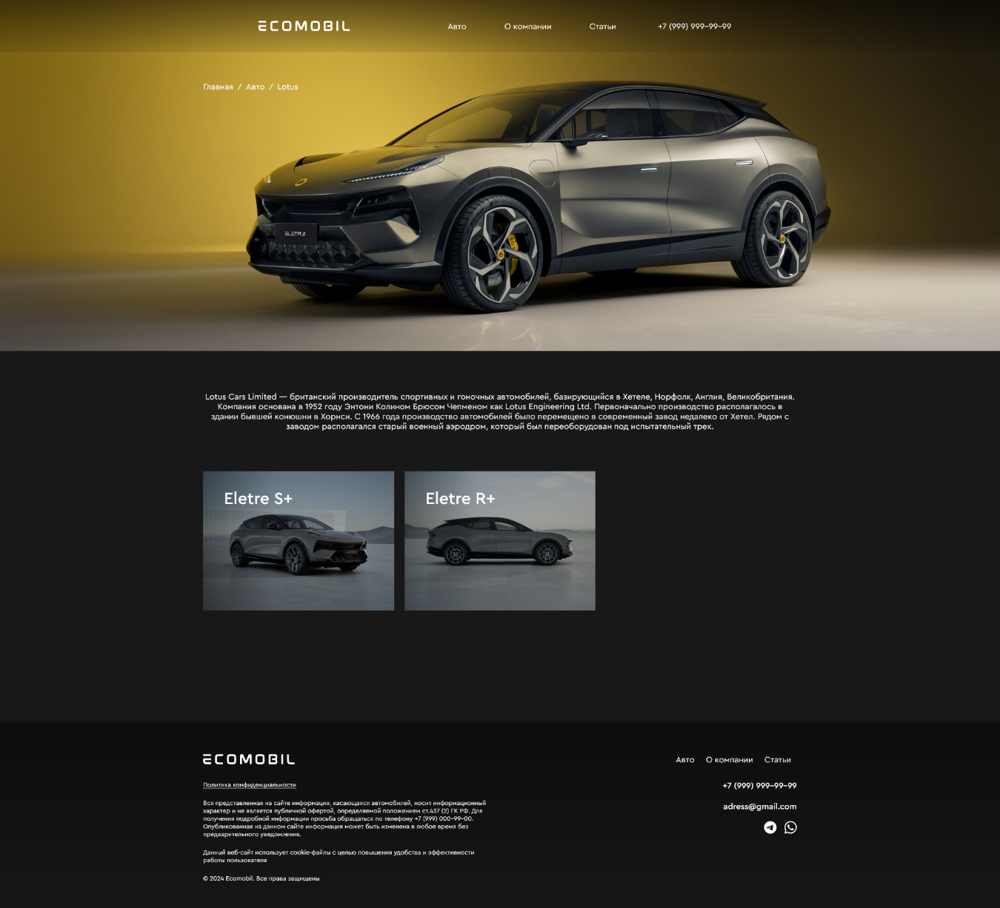 ECOMOBIL
Авто
О компании
Статьи
+7 (999) 999-99-99
Главная / Авто / Lotus
ELETRE
Lotus Cars Limited — британский производитель спортивных и гоночных автомобилей, базирующийся в Хетеле, Норфолк, Англия, Великобритания.
Компания основана в 1952 году Энтони Колином Брюсом Чепменом как Lotus Engineering Ltd. Первоначально производство располагалось в
здании бывшей конюшни в Хорнси. С 1966 года производство автомобилей было перемещено в современный завод недалеко от Хетел. Рядом с
заводом располагался старый военный аэродром, который был переоборудован под испытательный трек.
Eletre S+
Eletre R+
ECOMOBIL
Авто
О компании
Статьи
Политика конфиденциальности
+7 (999) 999-99-99
Вся представленная на сайте информация, касающаяся автомобилей, носит информационный
характер и не является публичной офертой, определяемой положением ст.437 (2) ГК РФ. Для
получения подробной информации просьба обращаться по телефону +7 (999) 000-99-00.
Опубликованная на данном сайте информация может быть изменена в любое время без
предварительного уведомления.
adress@gmail.com
Данный веб-сайт использует cookie-файлы с целью повышения удобства и эффективности
работы пользователя
© 2024 Ecomobil. Все права защищены